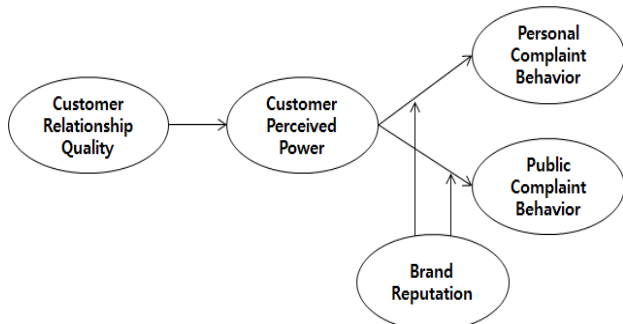 Personal
Complaint
Behavior
Customer
Relationship
Quality
Customer
Perceived
Power
Public
Complaint
Behavior
Brand
Reputation